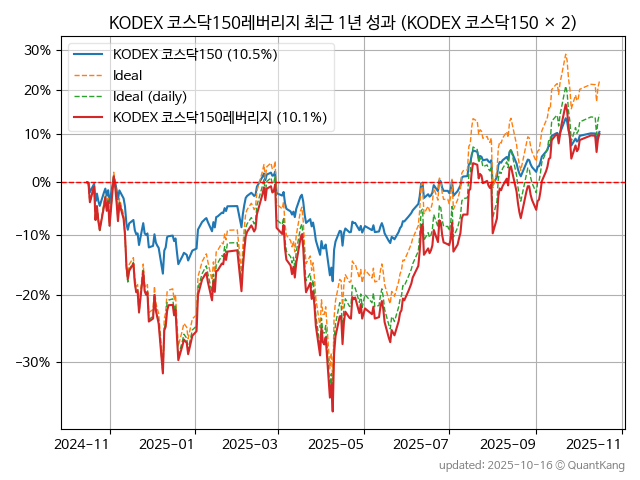 KODEX 코스닥150레버리지 최근 1년 성과 (KODEX 코스닥150 × 2)
KODEX 코스닥150 (10.5%)
Ideal
Ideal (daily)
KODEX 코스닥150레버리지 (10.1%)
30%
20%
10%
0%
-10%
-20%
-30%
2024-11 2025-01 2025-03 2025-05 2025-07 2025-09 2025-11
updated: 2025-10-16 © QuantKang